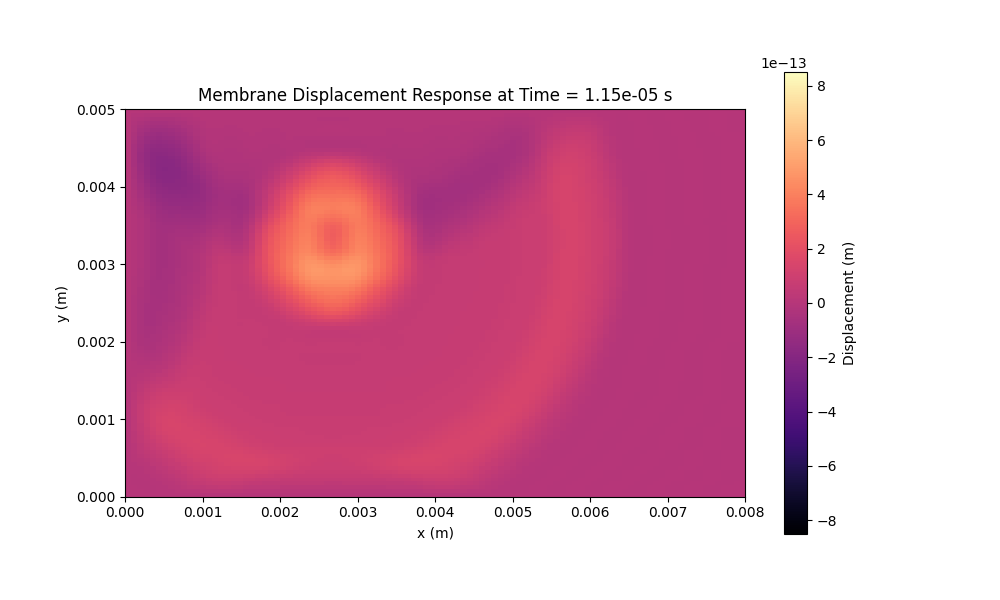 1e−13
Membrane Displacement Response at Time = 1.15e-05 s
0.005
0.004
0.003
0.002
0.001
0.000
y (m)
0.000 0.001 0.002 0.003 0.004 0.005 0.006 0.007 0.008
x (m)
8
6
4
2
0
−2
−4
−6
−8
Displacement (m)